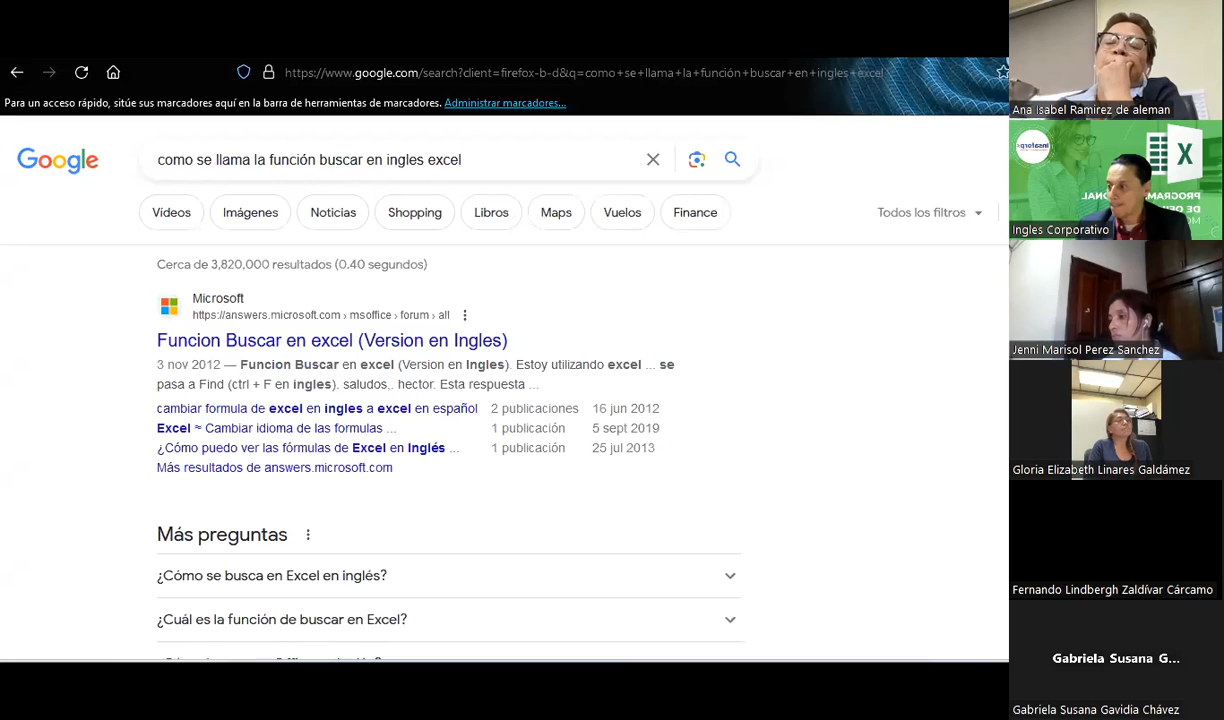 https://www.google.com/search?client=firefox-b-d&q=como+se+llama+la+función+buscar+en+ingles+excel
Para un acceso rápido, sitúe sus marcadores aquí en la barra de herramientas de marcadores. Administrar marcadores...
Google
como se llama la función buscar en ingles excel
Vídeos
Imágenes
Noticias
Shopping
Libros
Maps
Vuelos
Finance
Todos los filtros
Cerca de 3,820,000 resultados (0.40 segundos)
Microsoft
https://answers.microsoft.com › msoffice › forum › all
Funcion Buscar en excel (Version en Ingles)
3 nov 2012 — Funcion Buscar en excel (Version en Ingles). Estoy utilizando excel ... se
pasa a Find (ctrl + F en ingles). saludos,. hector. Esta respuesta ...
cambiar formula de excel en ingles a excel en español 2 publicaciones 16 jun 2012
Excel ≈ Cambiar idioma de las formulas ... 1 publicación 5 sept 2019
¿Cómo puedo ver las fórmulas de Excel en Inglés ... 1 publicación 25 jul 2013
Más resultados de answers.microsoft.com
Más preguntas
¿Cómo se busca en Excel en inglés?
¿Cuál es la función de buscar en Excel?
Ana Isabel Ramirez de aleman
Insaforp
X
Ingles Corporativo
Jenni Marisol Perez Sanchez
Gloria Elizabeth Linares Galdámez
Fernando Lindbergh Zaldívar Cárcamo
Gabriela Susana G...
Gabriela Susana Gavidia Chávez